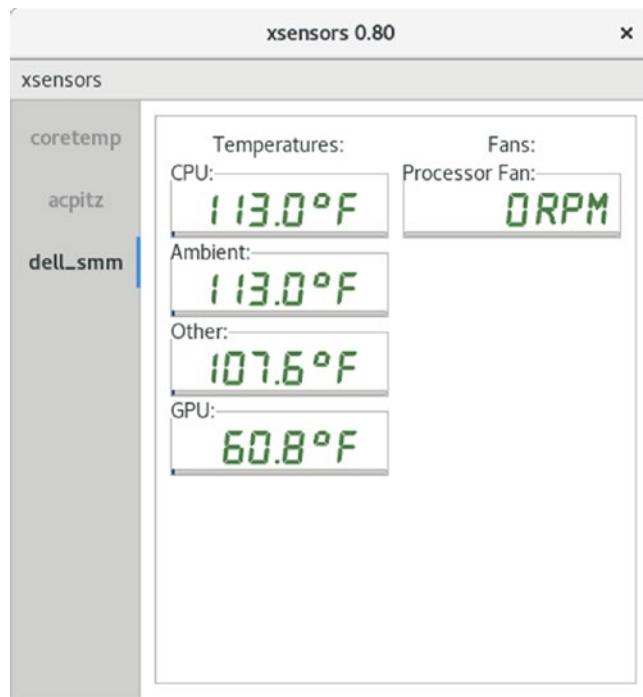 xsensors 0.80 ×
xsensors
coretemp
acpitz
dell_smm
Temperatures:
CPU:
113.0°F
Ambient:
113.0°F
Other:
107.6°F
GPU:
60.8°F
Fans:
Processor Fan:
0RPM